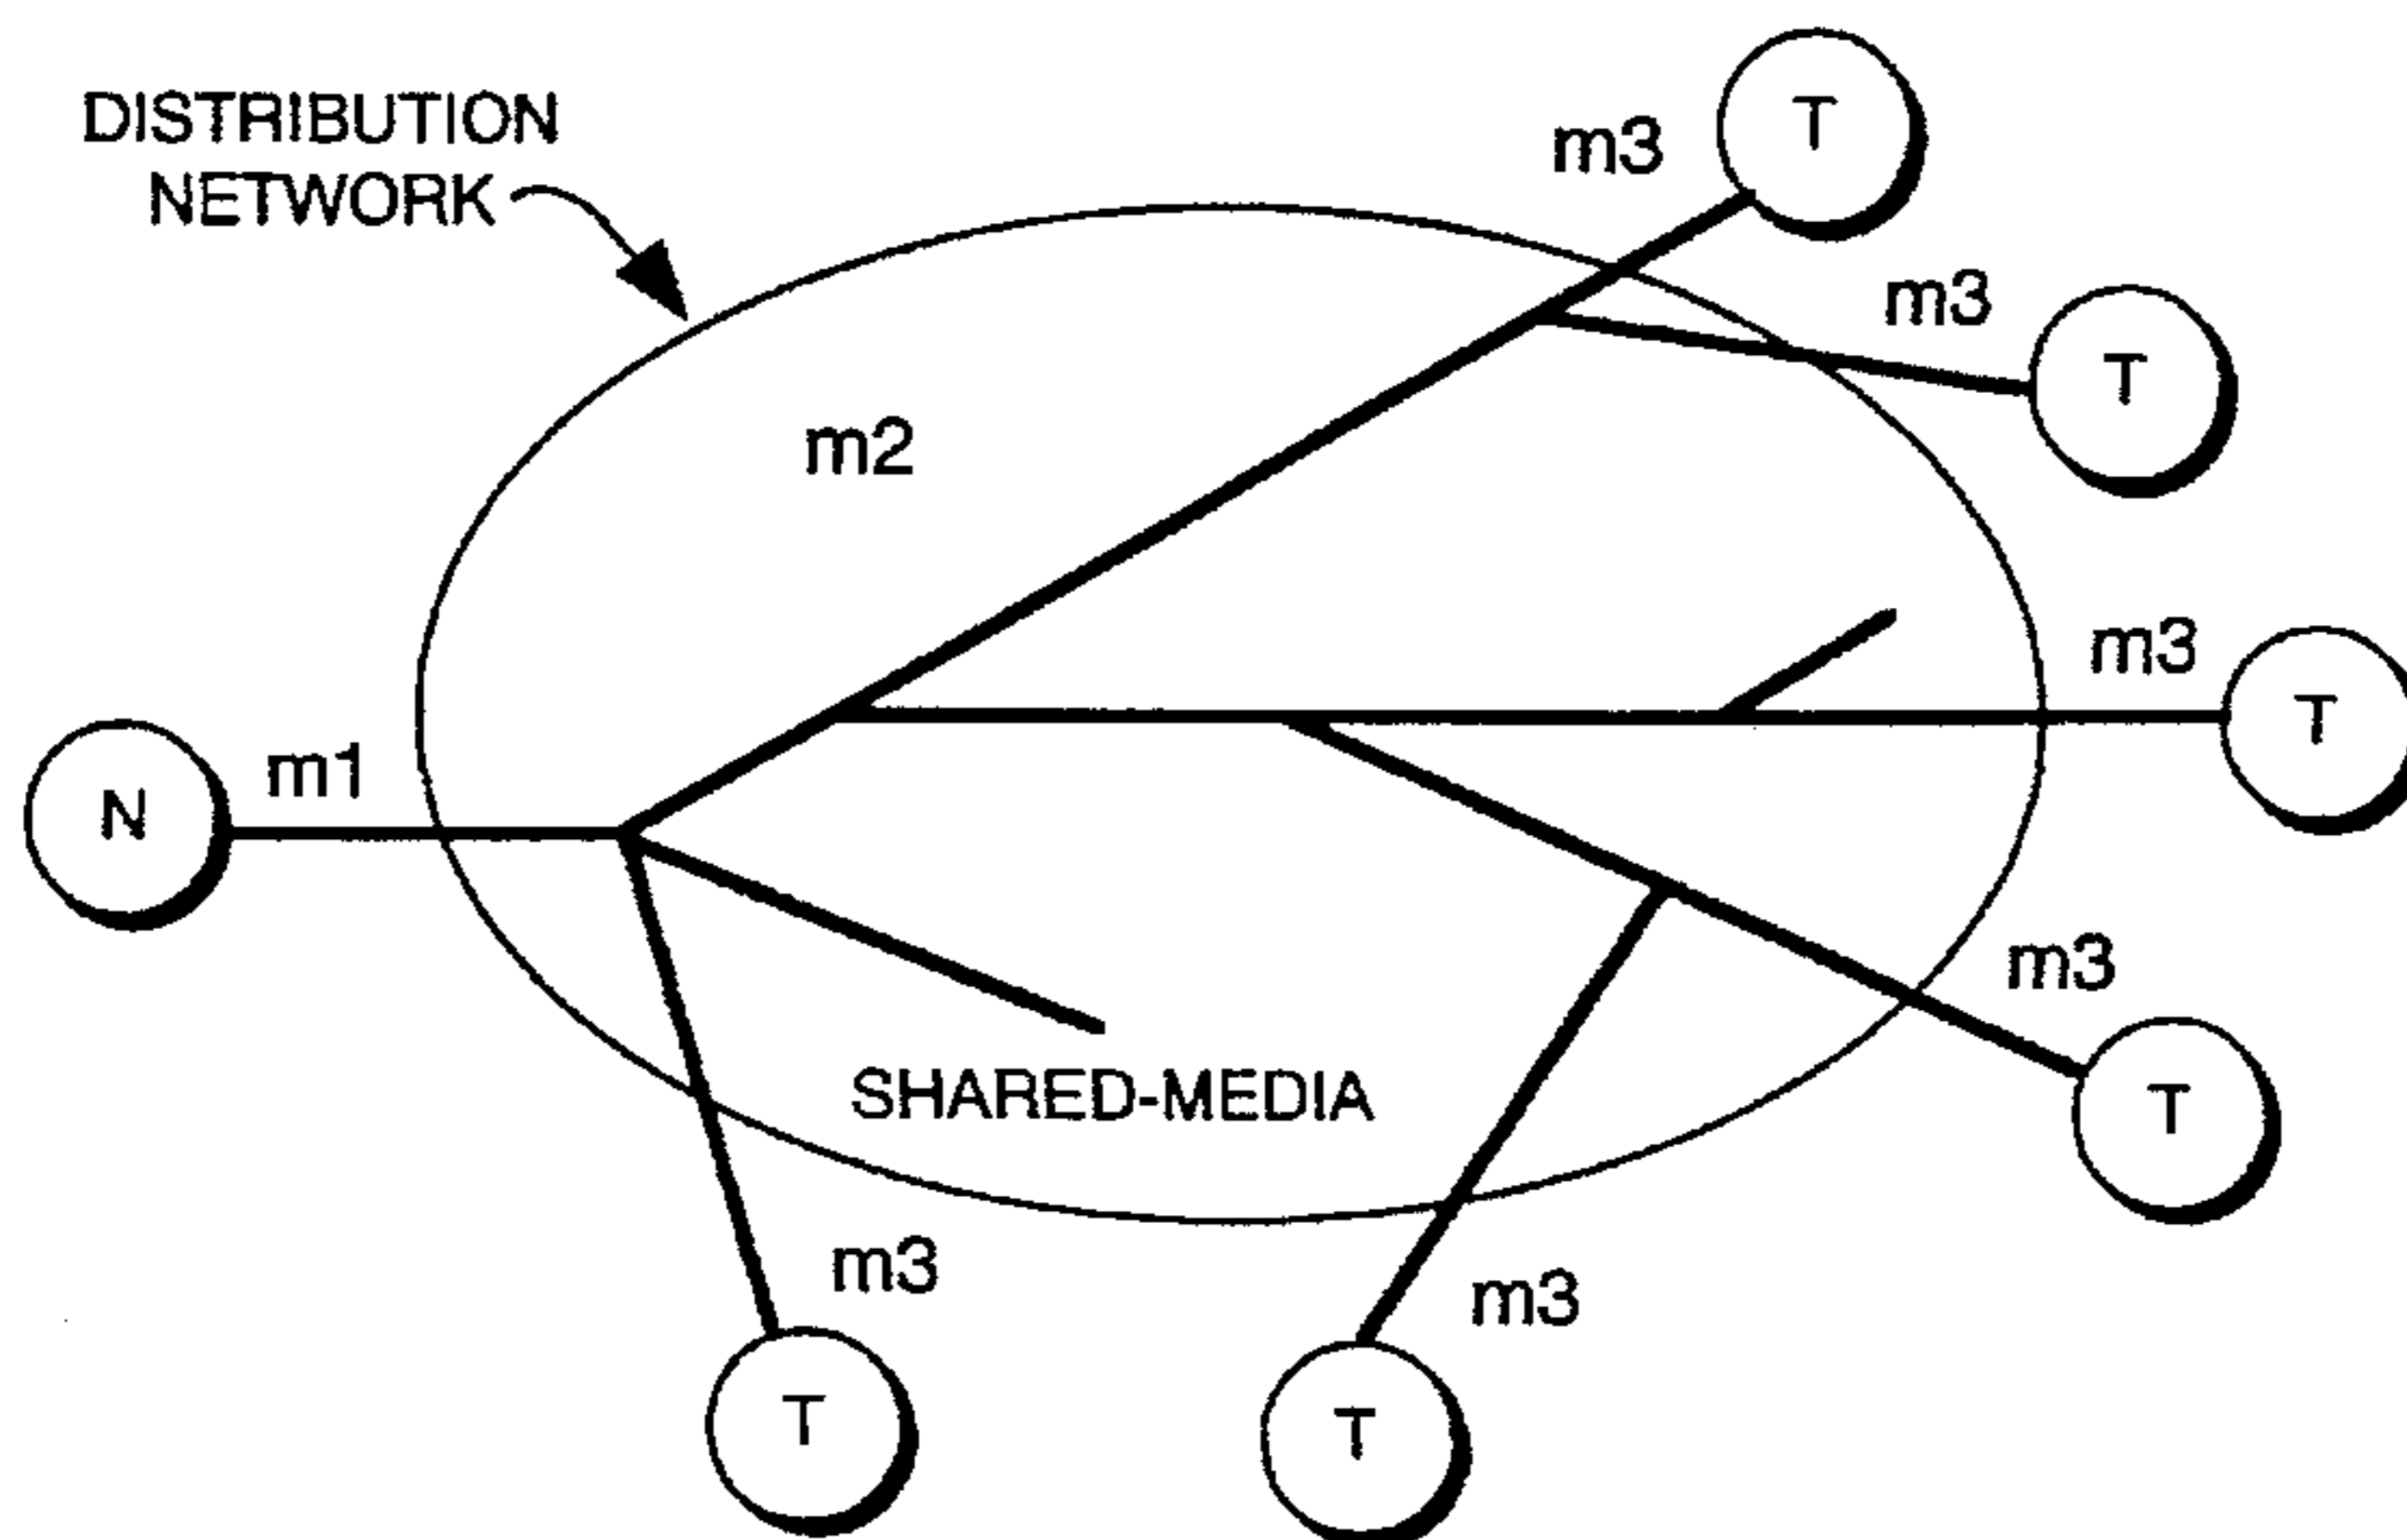 DISTRIBUTION
NETWORK
m3
T
m3
T
m2
m3
T
N
m1
m3
T
SHARED-MEDIA
m3
T
m3
T